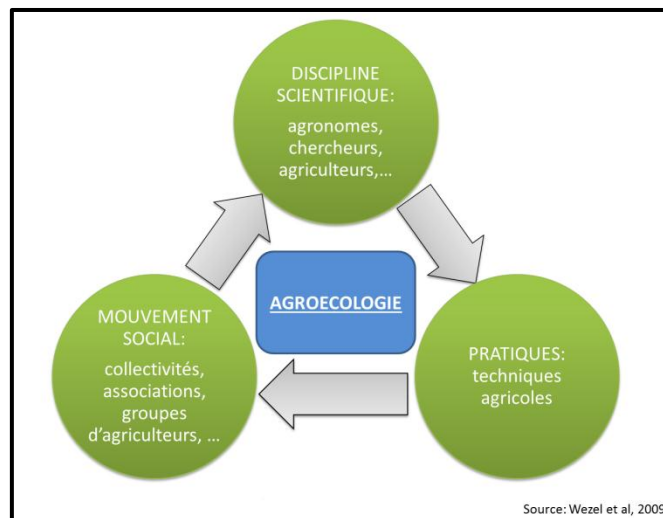 DISCIPLINE
SCIENTIFIQUE:
agronomes,
chercheurs,
agriculteurs,...
AGROECOLOGIE
MOUVEMENT
SOCIAL:
collectivités,
associations,
groupes
d'agriculteurs, ...
PRATIQUES:
techniques
agricoles
Source: Wezel et al, 2009